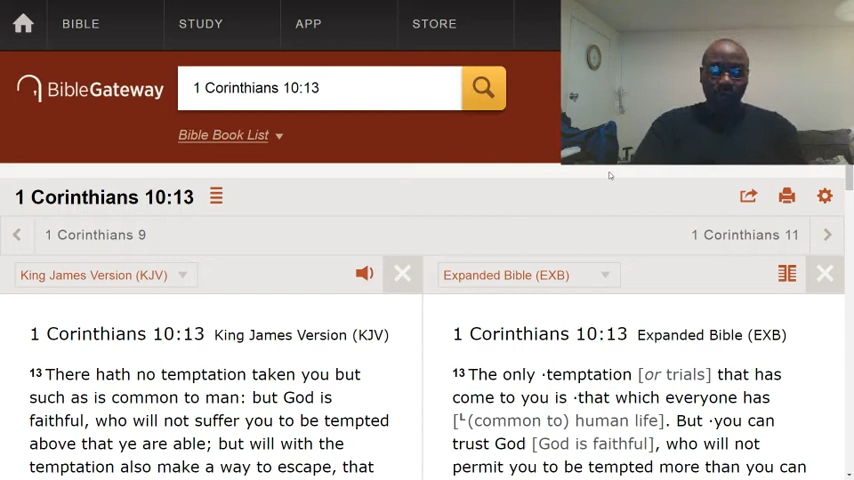 BIBLE STUDY APP STORE
BibleGateway
1 Corinthians 10:13
Bible Book List
1 Corinthians 10:13
1 Corinthians 9
1 Corinthians 11
King James Version (KJV)
Expanded Bible (EXB)
1 Corinthians 10:13 King James Version (KJV)
13 There hath no temptation taken you but
such as is common to man: but God is
faithful, who will not suffer you to be tempted
above that ye are able; but will with the
temptation also make a way to escape, that
1 Corinthians 10:13 Expanded Bible (EXB)
13 The only ·temptation [or trials] that has
come to you is ·that which everyone has
[L(common to) human life]. But ·you can
trust God [God is faithful], who will not
permit you to be tempted more than you can